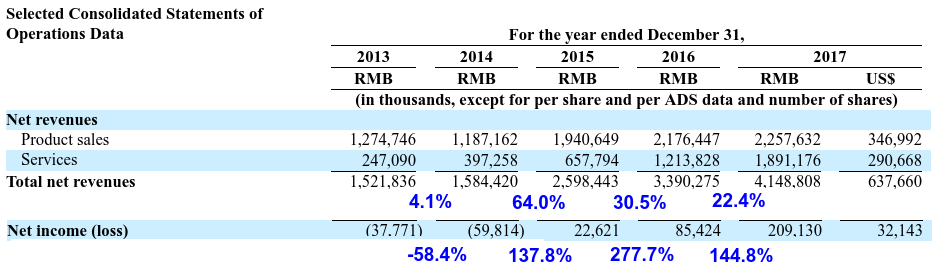 Selected Consolidated Statements of
Operations Data For the year ended December 31,
2013 2014 2015 2016 2017
RMB RMB RMB RMB RMB US$
(in thousands, except for per share and per ADS data and number of shares)
Net revenues
Product sales 1,274,746 1,187,162 1,940,649 2,176,447 2,257,632 346,992
Services 247,090 397,258 657,794 1,213,828 1,891,176 290,668
Total net revenues 1,521,836 1,584,420 2,598,443 3,390,275 4,148,808 637,660
4.1% 64.0% 30.5% 22.4%
Net income (loss) (37,771) (59,814) 22,621 85,424 209,130 32,143
-58.4% 137.8% 277.7% 144.8%